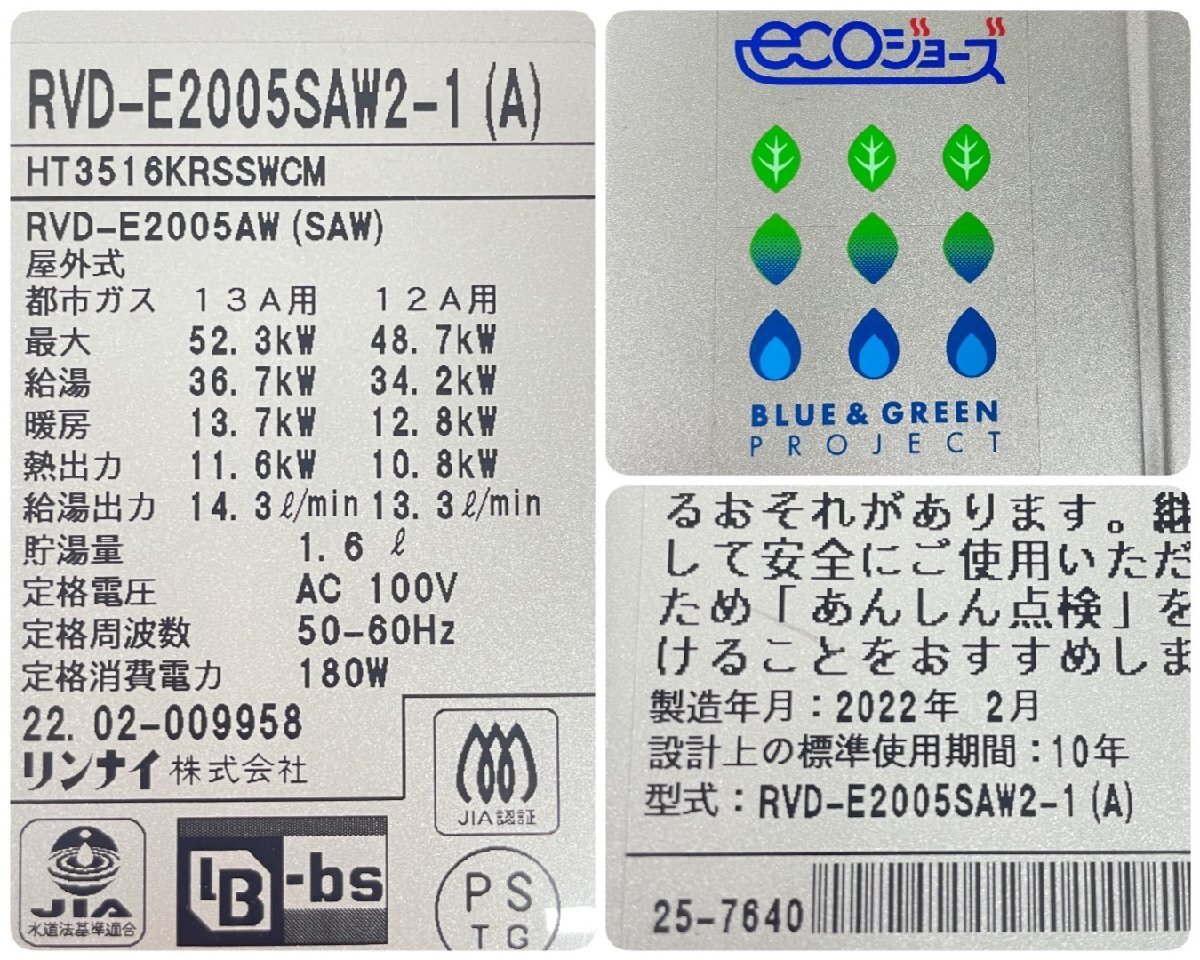 RVD-E2005SAW2-1(A)
HT3516KRSSWCM
RVD-E2005AW(SAW)
屋外式
都市ガス 13A用 12A用
最大 52.3kW 48.7kW
給湯 36.7kW 34.2kW
暖房 13.7kW 12.8kW
熱出力 11.6kW 10.8kW
給湯出力 14.3ℓ/min 13.3ℓ/min
貯湯量 1.6 ℓ
定格電圧 AC 100V
定格周波数 50-60Hz
定格消費電力 180W
22.02-009958
リンナイ株式会社
JIA認証
JIA
水道法基準適合
LB-bs
PS
TG
ecoジョーズ
BLUE & GREEN
PROJECT
るおそれがあります。継
して安全にご使用いただ
ため「あんしん点検」を
けることをおすすめしま
製造年月：2022年 2月
設計上の標準使用期間：10年
型式：RVD-E2005SAW2-1(A)
25-7640